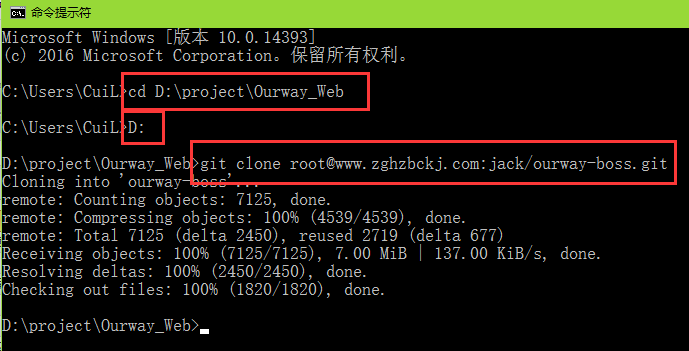 命令提示符
Microsoft Windows [版本 10.0.14393]
(c) 2016 Microsoft Corporation。保留所有权利。
C:\Users\CuiL>cd D:\project\Ourway_Web
C:\Users\CuiL>D:
D:\project\Ourway_Web>git clone root@www.zghzbckj.com:jack/ourway-boss.git
Cloning into 'ourway-boss'...
remote: Counting objects: 7125, done.
remote: Compressing objects: 100% (4539/4539), done.
remote: Total 7125 (delta 2450), reused 2719 (delta 677)
Receiving objects: 100% (7125/7125), 7.00 MiB | 137.00 KiB/s, done.
Resolving deltas: 100% (2450/2450), done.
Checking out files: 100% (1820/1820), done.
D:\project\Ourway_Web>